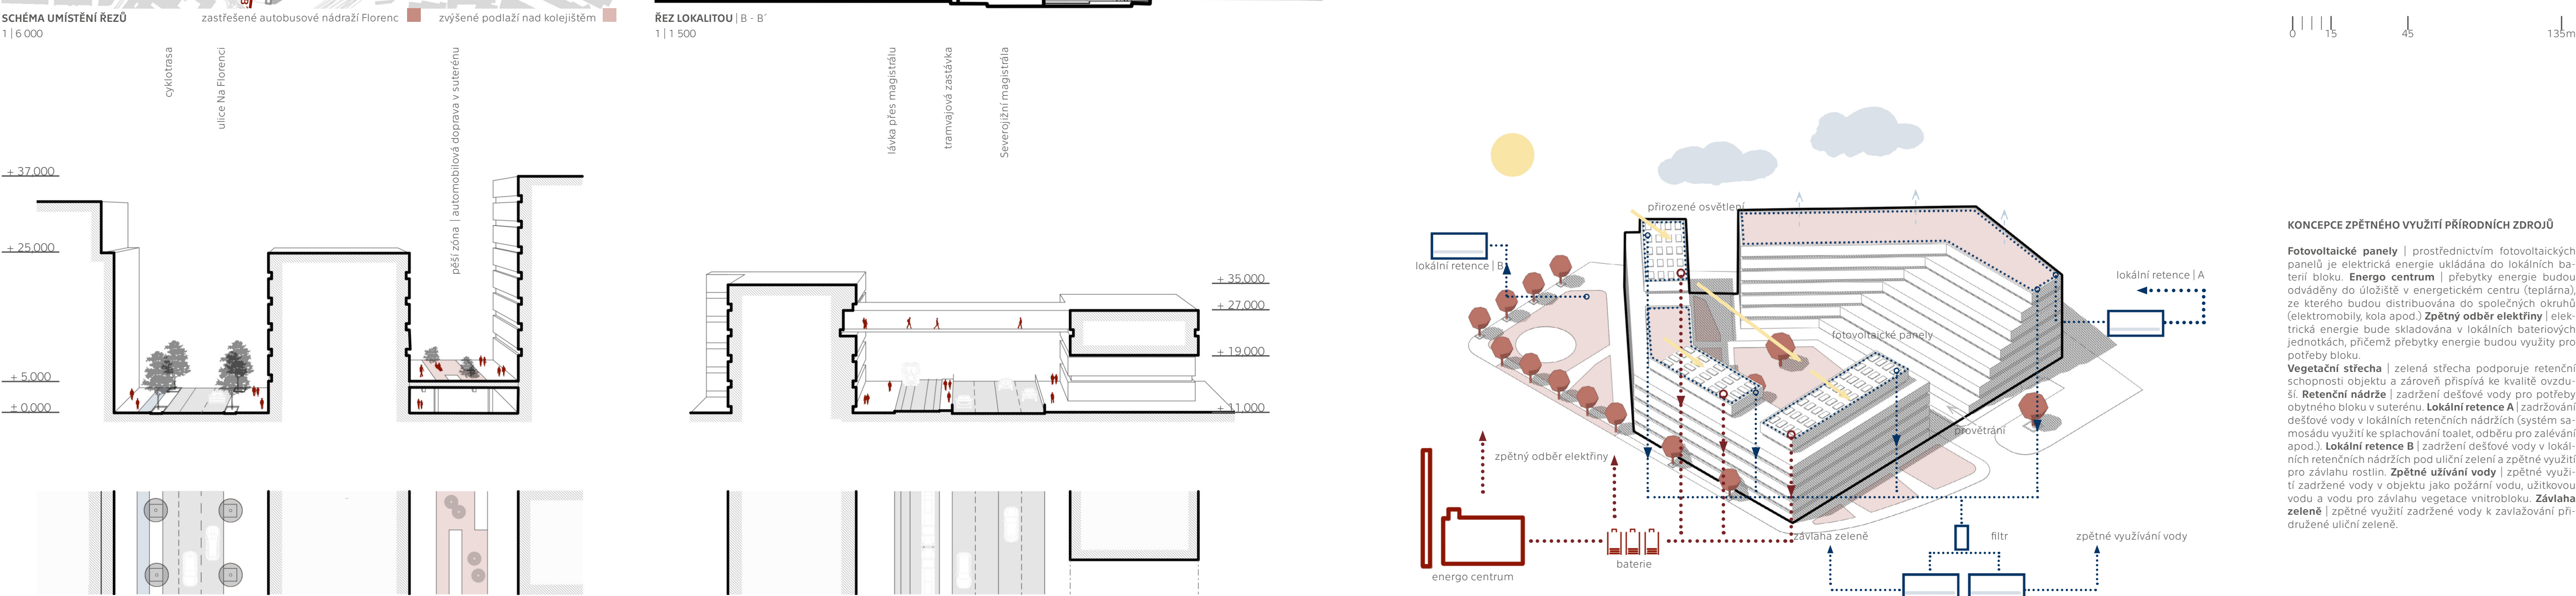 SCHÉMA UMÍSTĚNÍ ŘEZŮ
1 | 6 000
zastřešené autobusové nádraží Florenc
zvýšené podlaží nad kolejištěm
cyklotrasa
ulice Na Florenci
pěší zóna | automobilová doprava v suterénu
+ 37,000
+ 25,000
+ 5,000
+ 0,000
ŘEZ LOKALITOU | B - B´
1 | 1 500
lávka přes magistrálu
tramvajová zastávka
Severojižní magistrála
+ 35,000
+ 27,000
+ 19,000
+ 11,000
0 15 45 135m
přirozené osvětlení
lokální retence | B
lokální retence | A
fotovoltaické panely
provětrání
zpětný odběr elektřiny
energo centrum
baterie
závlaha zeleně
filtr
zpětné využívání vody
KONCEPCE ZPĚTNÉHO VYUŽITÍ PŘÍRODNÍCH ZDROJŮ
Fotovoltaické panely | prostřednictvím fotovoltaických
panelů je elektrická energie ukládána do lokálních ba-
terií bloku. Energo centrum | přebytky energie budou
odváděny do úložiště v energetickém centru (teplárna),
ze kterého budou distribuována do společných okruhů
(elektromobily, kola apod.) Zpětný odběr elektřiny | elek-
trická energie bude skladována v lokálních bateriových
jednotkách, přičemž přebytky energie budou využity pro
potřeby bloku.
Vegetační střecha | zelená střecha podporuje retenční
schopnosti objektu a zároveň přispívá ke kvalitě ovzdu-
ší. Retenční nádrže | zadržení dešťové vody pro potřeby
obytného bloku v suterénu. Lokální retence A | zadržování
dešťové vody v lokálních retenčních nádržích (systém sa-
mosádu využití ke splachování toalet, odběru pro zalévání
apod.). Lokální retence B | zadržení dešťové vody v lokál-
ních retenčních nádržích pod uliční zelení a zpětné využití
pro závlahu rostlin. Zpětné užívání vody | zpětné využi-
tí zadržené vody v objektu jako požární vodu, užitkovou
vodu a vodu pro závlahu vegetace vnitrobloku. Závlaha
zeleně | zpětné využití zadržené vody k zavlažování při-
družené uliční zeleně.